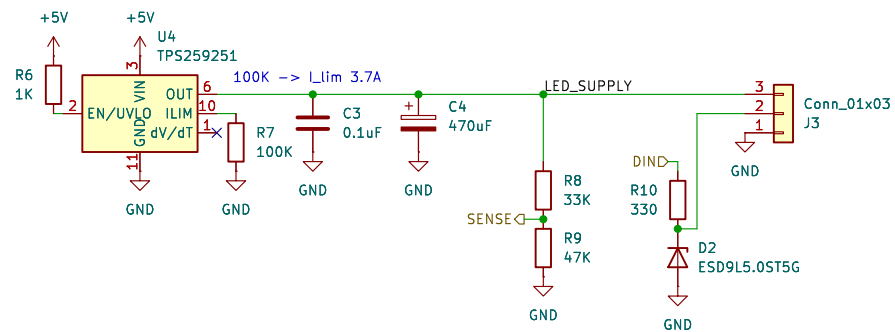 +5V
+5V
U4
TPS259251
R6
1K
3
VIN
2
EN/UVLO
OUT
6
ILIM
10
dV/dT
1
GND
11
100K -> I_lim 3.7A
R7
100K
C3
0.1uF
C4
470uF
LED_SUPPLY
3
2
1
Conn_01x03
J3
GND
GND
GND
GND
GND
DIN
R10
330
R8
33K
SENSE
R9
47K
D2
ESD9L5.0ST5G
GND
GND